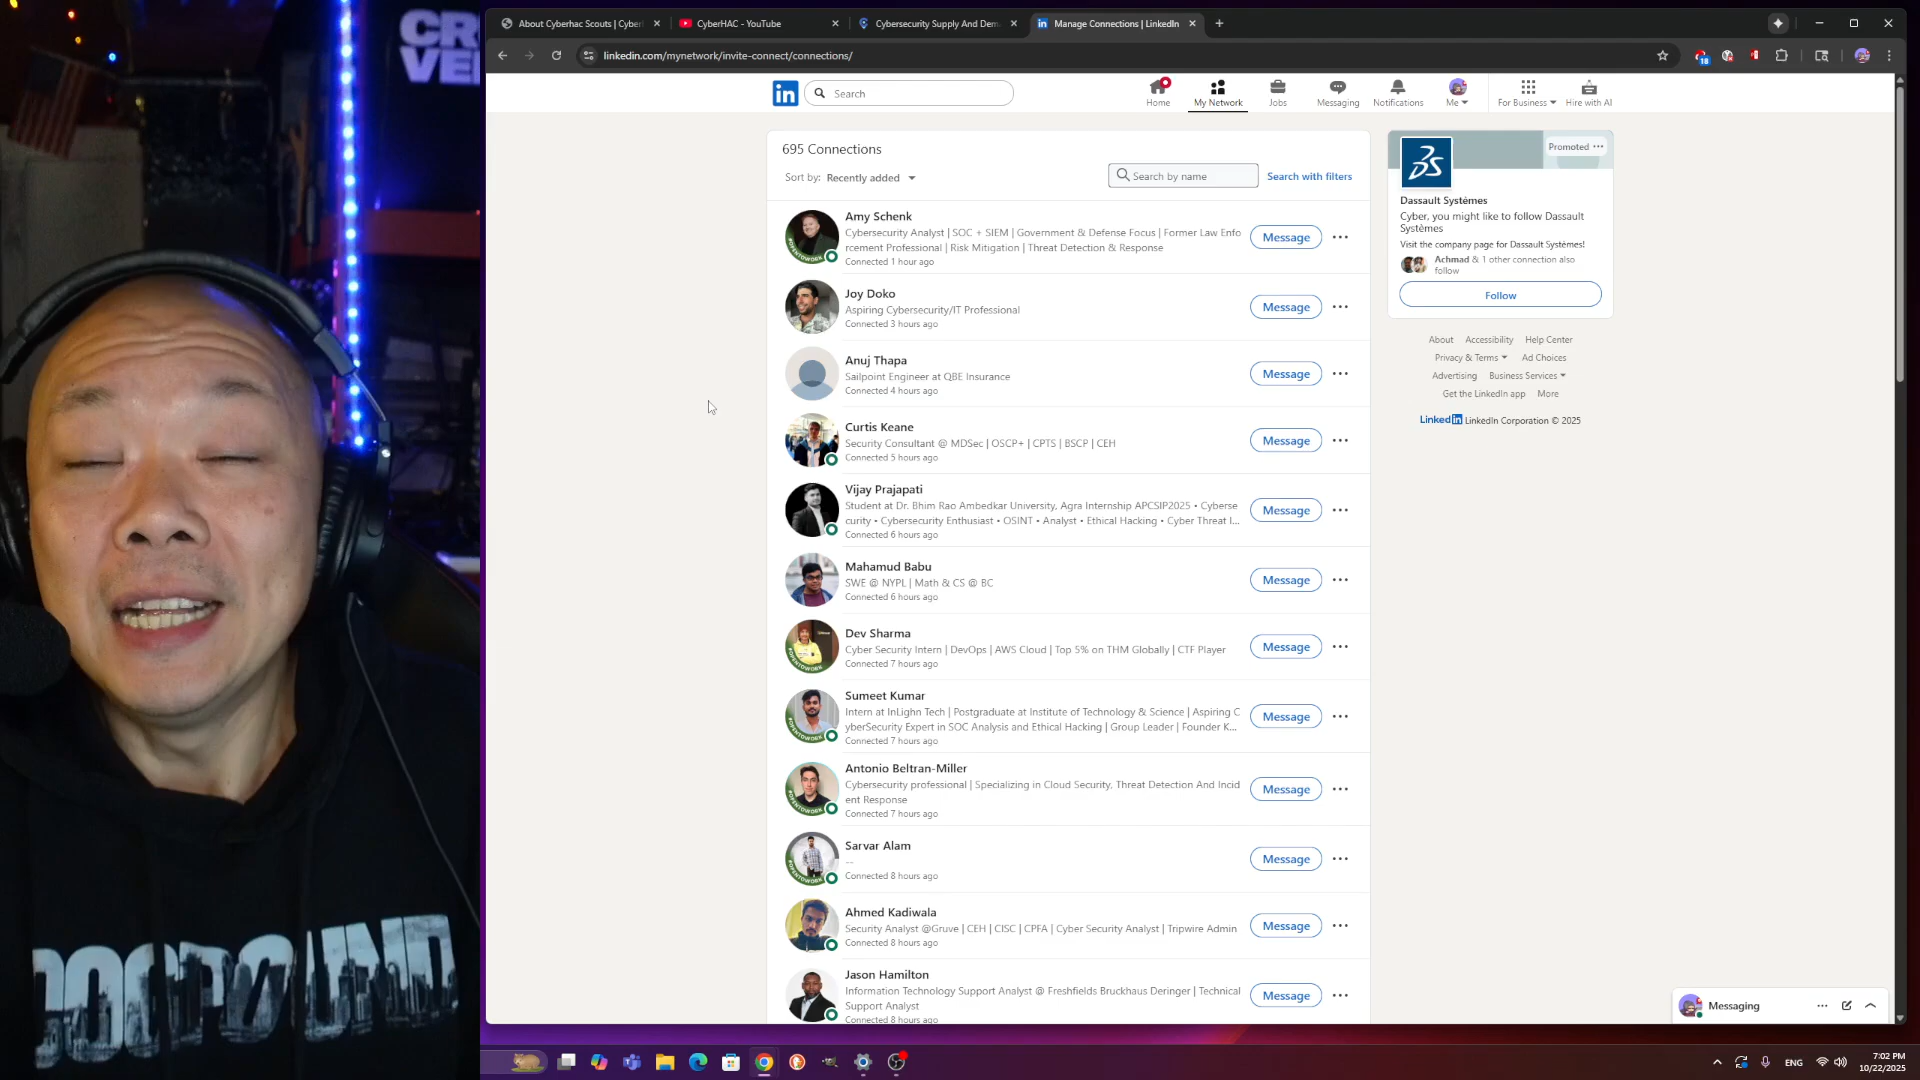 CR
VE
DOGPOUND
About Cyberhac Scouts | Cyber
CyberHAC - YouTube
Cybersecurity Supply And Dem
Manage Connections | LinkedIn
linkedin.com/mynetwork/invite-connect/connections/
18
in
Search
Home
My Network
Jobs
Messaging
Notifications
Me
For Business
Hire with AI
695 Connections
Sort by: Recently added
Search by name
Search with filters
Amy Schenk
Cybersecurity Analyst | SOC + SIEM | Government & Defense Focus | Former Law Enfo
rcement Professional | Risk Mitigation | Threat Detection & Response
Connected 1 hour ago
Message
Joy Doko
Aspiring Cybersecurity/IT Professional
Connected 3 hours ago
Message
Anuj Thapa
Sailpoint Engineer at QBE Insurance
Connected 4 hours ago
Message
Curtis Keane
Security Consultant @ MDSec | OSCP+ | CPTS | BSCP | CEH
Connected 5 hours ago
Message
Vijay Prajapati
Student at Dr. Bhim Rao Ambedkar University, Agra Internship APCSIP2025 • Cyberse
curity • Cybersecurity Enthusiast • OSINT • Analyst • Ethical Hacking • Cyber Threat I...
Connected 6 hours ago
Message
Mahamud Babu
SWE @ NYPL | Math & CS @ BC
Connected 6 hours ago
Message
Dev Sharma
Cyber Security Intern | DevOps | AWS Cloud | Top 5% on THM Globally | CTF Player
Connected 7 hours ago
Message
Sumeet Kumar
Intern at InLighn Tech | Postgraduate at Institute of Technology & Science | Aspiring C
yberSecurity Expert in SOC Analysis and Ethical Hacking | Group Leader | Founder K...
Connected 7 hours ago
Message
Antonio Beltran-Miller
Cybersecurity professional | Specializing in Cloud Security, Threat Detection And Incid
ent Response
Connected 7 hours ago
Message
Sarvar Alam
--
Connected 8 hours ago
Message
Ahmed Kadiwala
Security Analyst @Gruve | CEH | CISC | CPFA | Cyber Security Analyst | Tripwire Admin
Connected 8 hours ago
Message
Jason Hamilton
Information Technology Support Analyst @ Freshfields Bruckhaus Deringer | Technical
Support Analyst
Connected 8 hours ago
Message
Promoted
Dassault Systèmes
Cyber, you might like to follow Dassault
Systèmes
Visit the company page for Dassault Systèmes!
Achmad & 1 other connection also
follow
Follow
About Accessibility Help Center
Privacy & Terms Ad Choices
Advertising Business Services
Get the LinkedIn app More
LinkedIn LinkedIn Corporation © 2025
Messaging
ENG
7:02 PM
10/22/2025